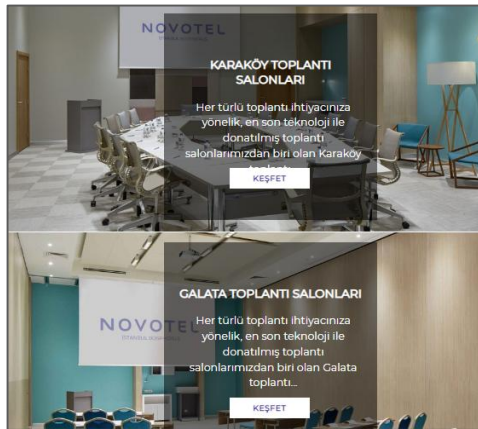 NOVOTEL
KARAKÖY TOPLANTI
SALONLARI
Her türlü toplantı ihtiyacınıza
yönelik, en son teknoloji ile
donatılmış toplantı
salonlarımızdan biri olan Karaköy
KEŞFET
NOVOTEL
GALATA TOPLANTI SALONLARI
Her türlü toplantı ihtiyacınıza
yönelik, en son teknoloji ile
donatılmış toplantı
salonlarımızdan biri olan Galata
toplantı...
KEŞFET